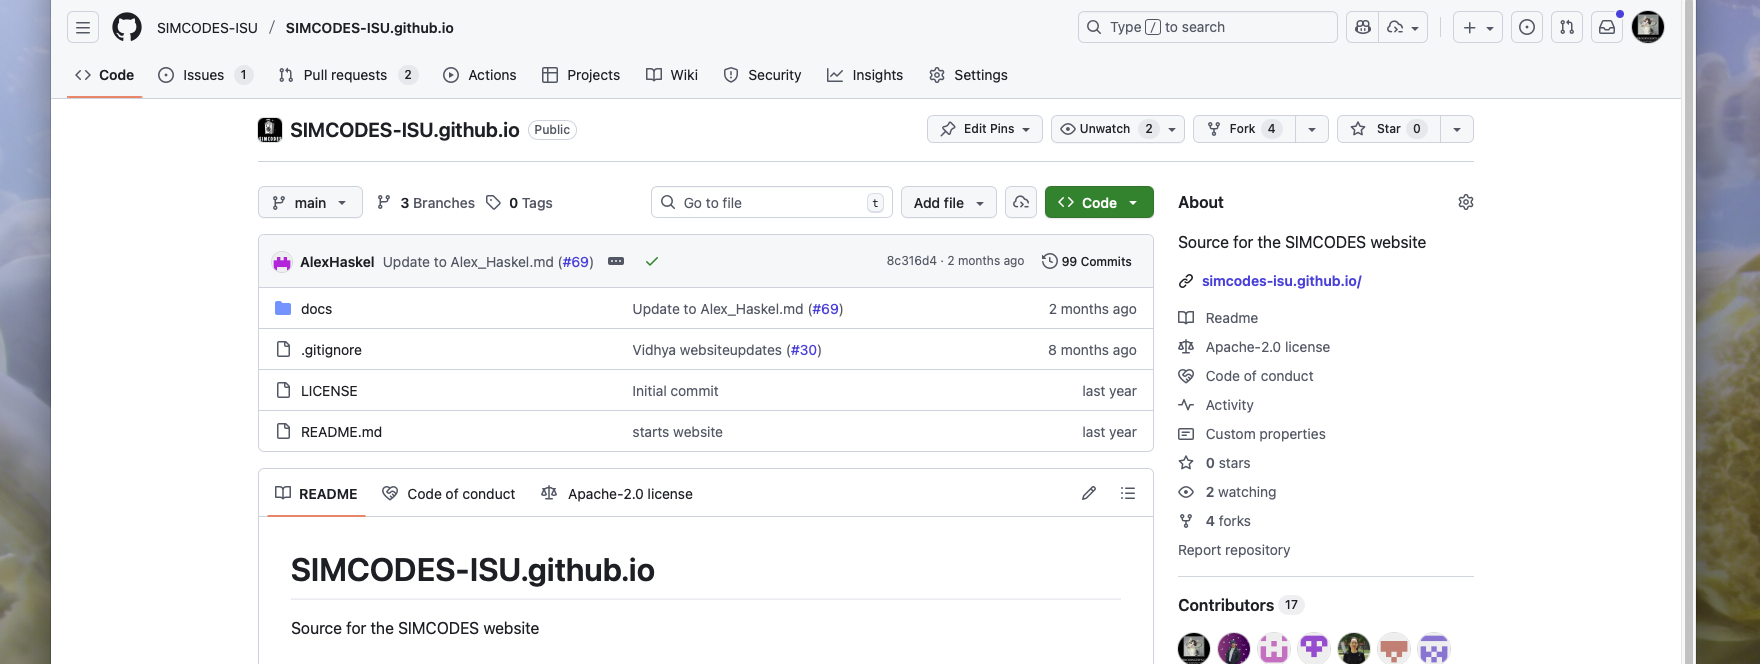 SIMCODES-ISU / SIMCODES-ISU.github.io
Type / to search
Code Issues 1 Pull requests 2 Actions Projects Wiki Security Insights Settings
SIMCODES-ISU.github.io Public
Edit Pins Unwatch 2 Fork 4 Star 0
main 3 Branches 0 Tags Go to file t Add file Code
AlexHaskel Update to Alex_Haskel.md (#69) 8c316d4 · 2 months ago 99 Commits
docs Update to Alex_Haskel.md (#69) 2 months ago
.gitignore Vidhya websiteupdates (#30) 8 months ago
LICENSE Initial commit last year
README.md starts website last year
README Code of conduct Apache-2.0 license
SIMCODES-ISU.github.io
Source for the SIMCODES website
About
Source for the SIMCODES website
simcodes-isu.github.io/
Readme
Apache-2.0 license
Code of conduct
Activity
Custom properties
0 stars
2 watching
4 forks
Report repository
Contributors 17